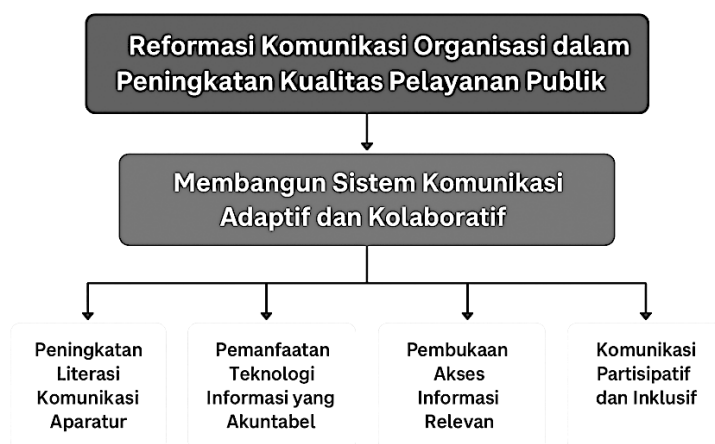 Reformasi Komunikasi Organisasi dalam
Peningkatan Kualitas Pelayanan Publik
Membangun Sistem Komunikasi
Adaptif dan Kolaboratif
Peningkatan
Literasi
Komunikasi
Aparatur
Pemanfaatan
Teknologi
Informasi yang
Akuntabel
Pembukaan
Akses
Informasi
Relevan
Komunikasi
Partisipatif
dan Inklusif